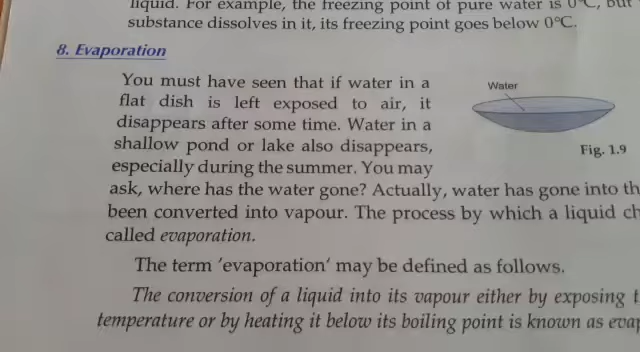 liquid. For example, the freezing point of pure water is 0°C, but
substance dissolves in it, its freezing point goes below 0°C.
8. Evaporation
You must have seen that if water in a
flat dish is left exposed to air, it
disappears after some time. Water in a
shallow pond or lake also disappears,
especially during the summer. You may
Water
Fig. 1.9
ask, where has the water gone? Actually, water has gone into th
been converted into vapour. The process by which a liquid ch
called evaporation.
The term 'evaporation' may be defined as follows.
The conversion of a liquid into its vapour either by exposing t
temperature or by heating it below its boiling point is known as evap